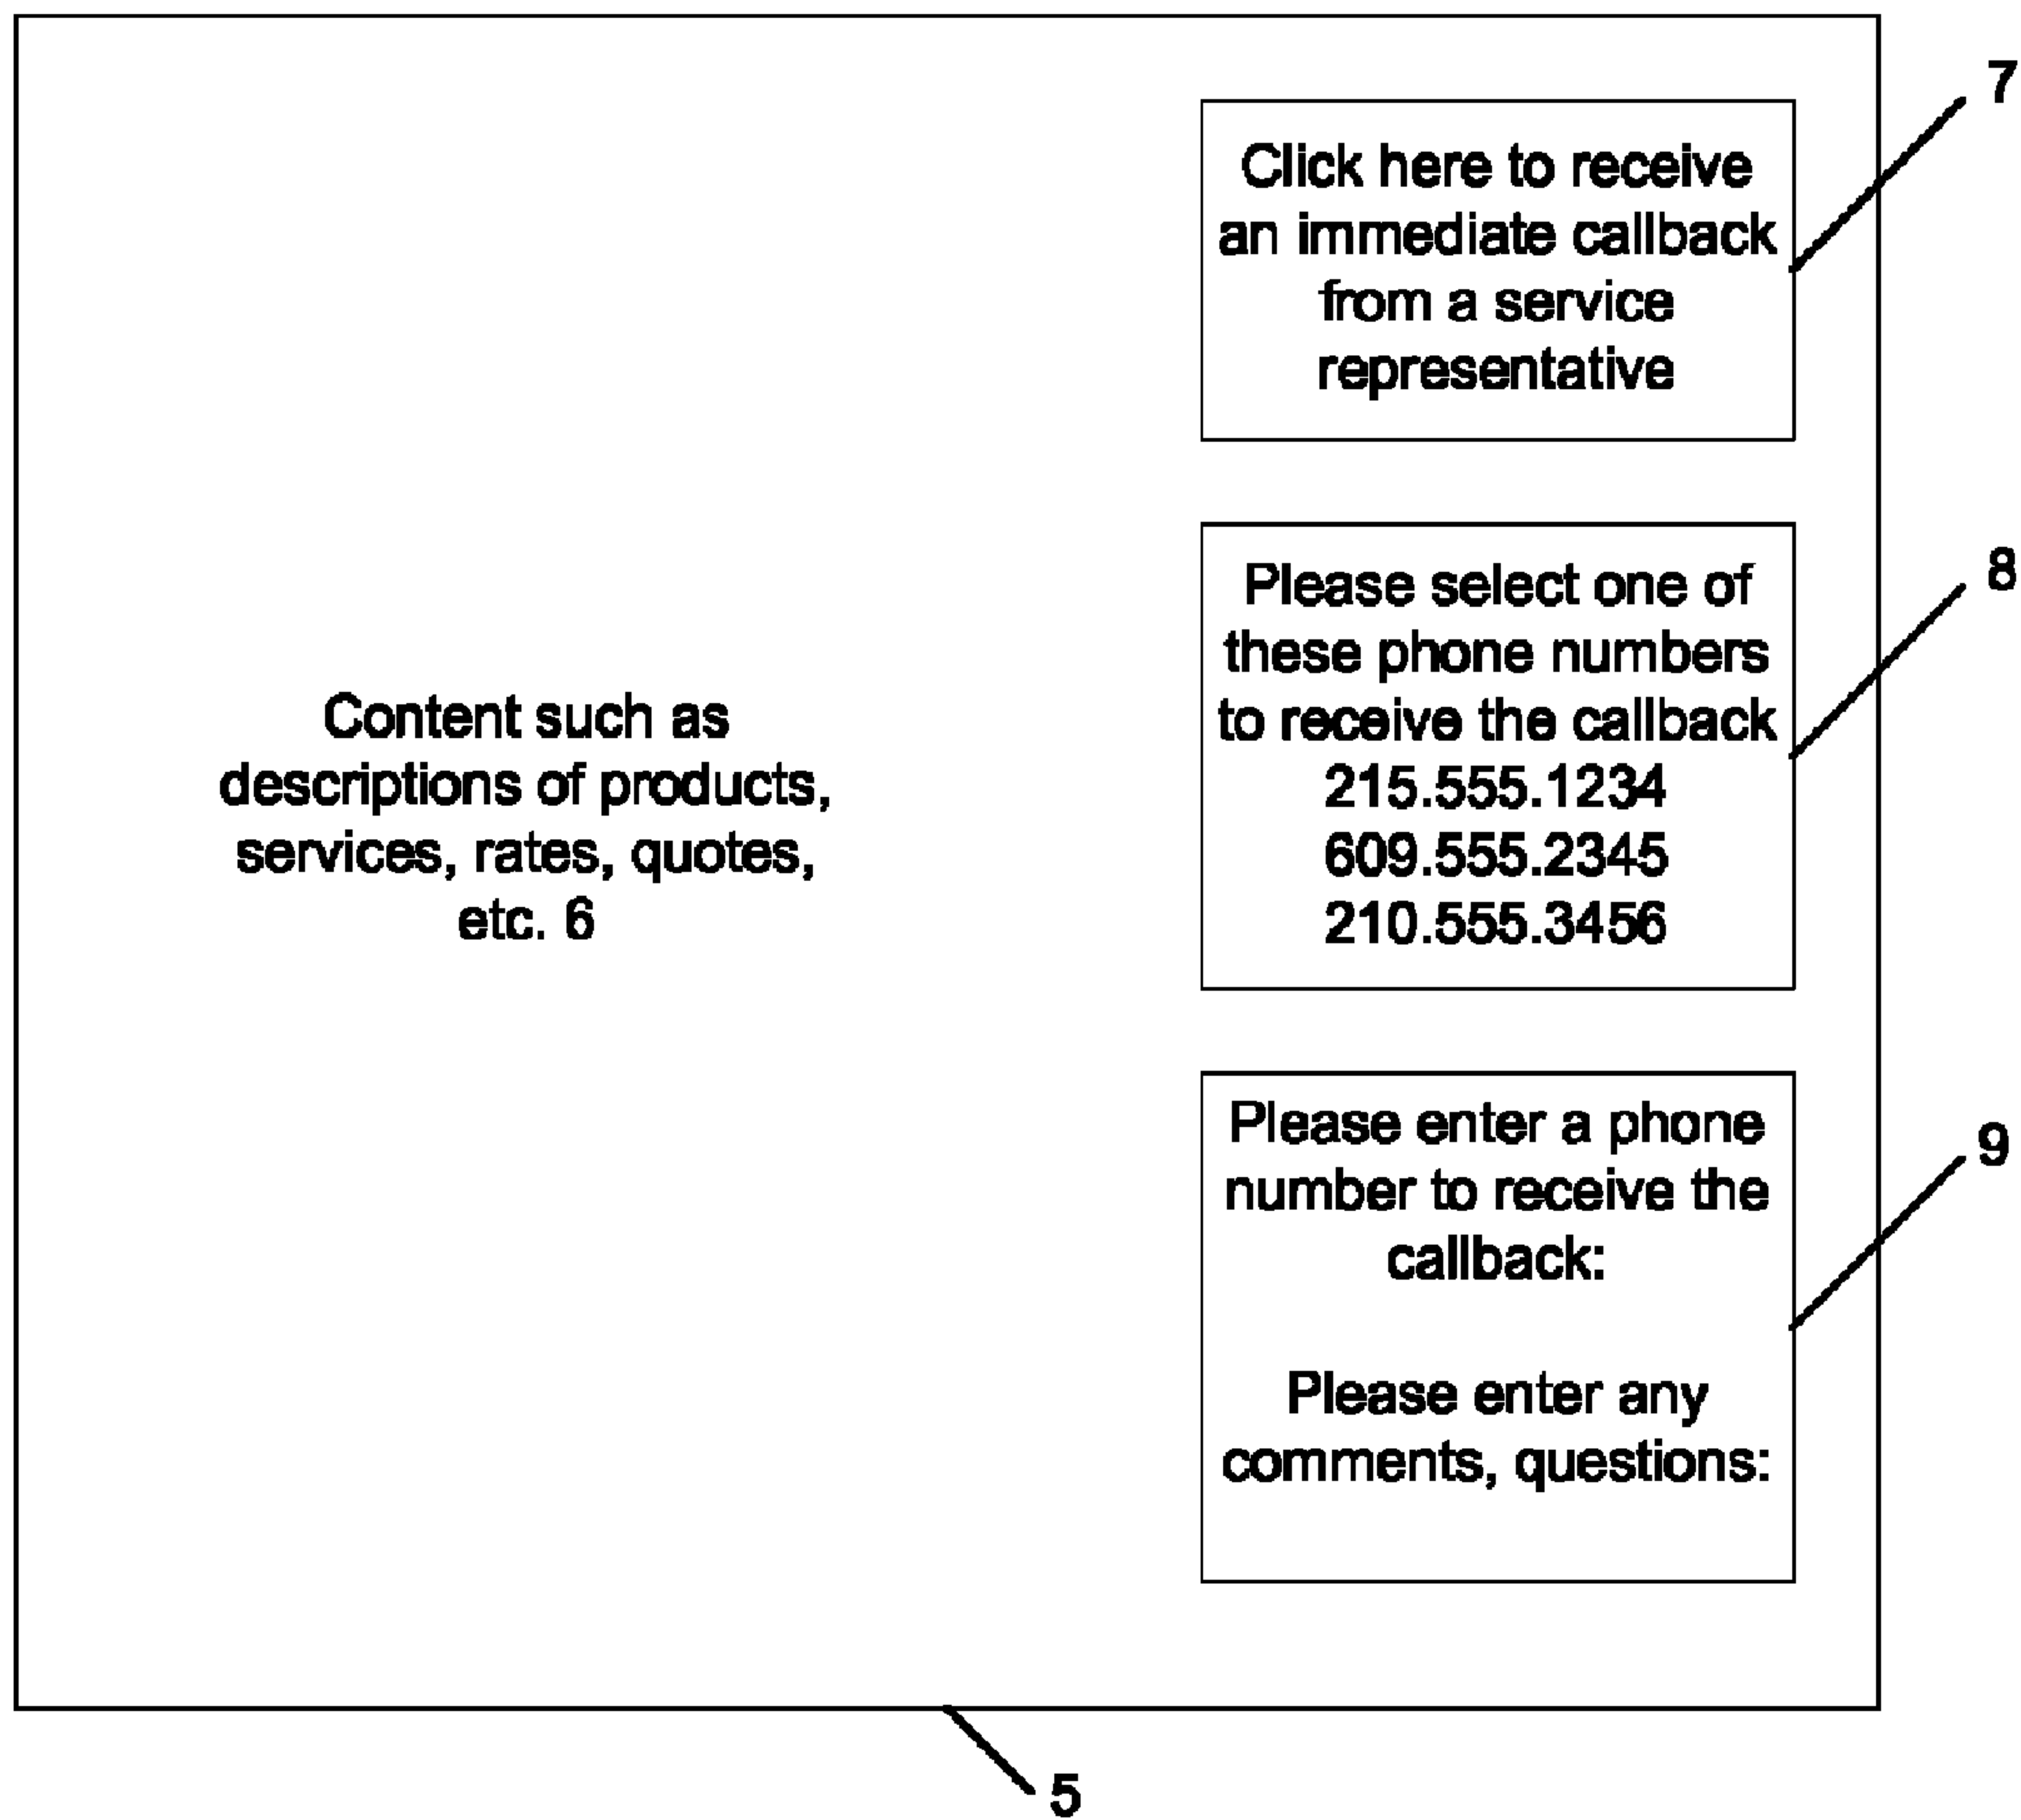 7
Click here to receive
an immediate callback
from a service
representative
8
Please select one of
these phone numbers
to receive the callback
215.555.1234
609.555.2345
210.555.3456
Content such as
descriptions of products,
services, rates, quotes,
etc. 6
9
Please enter a phone
number to receive the
callback:
Please enter any
comments, questions:
5